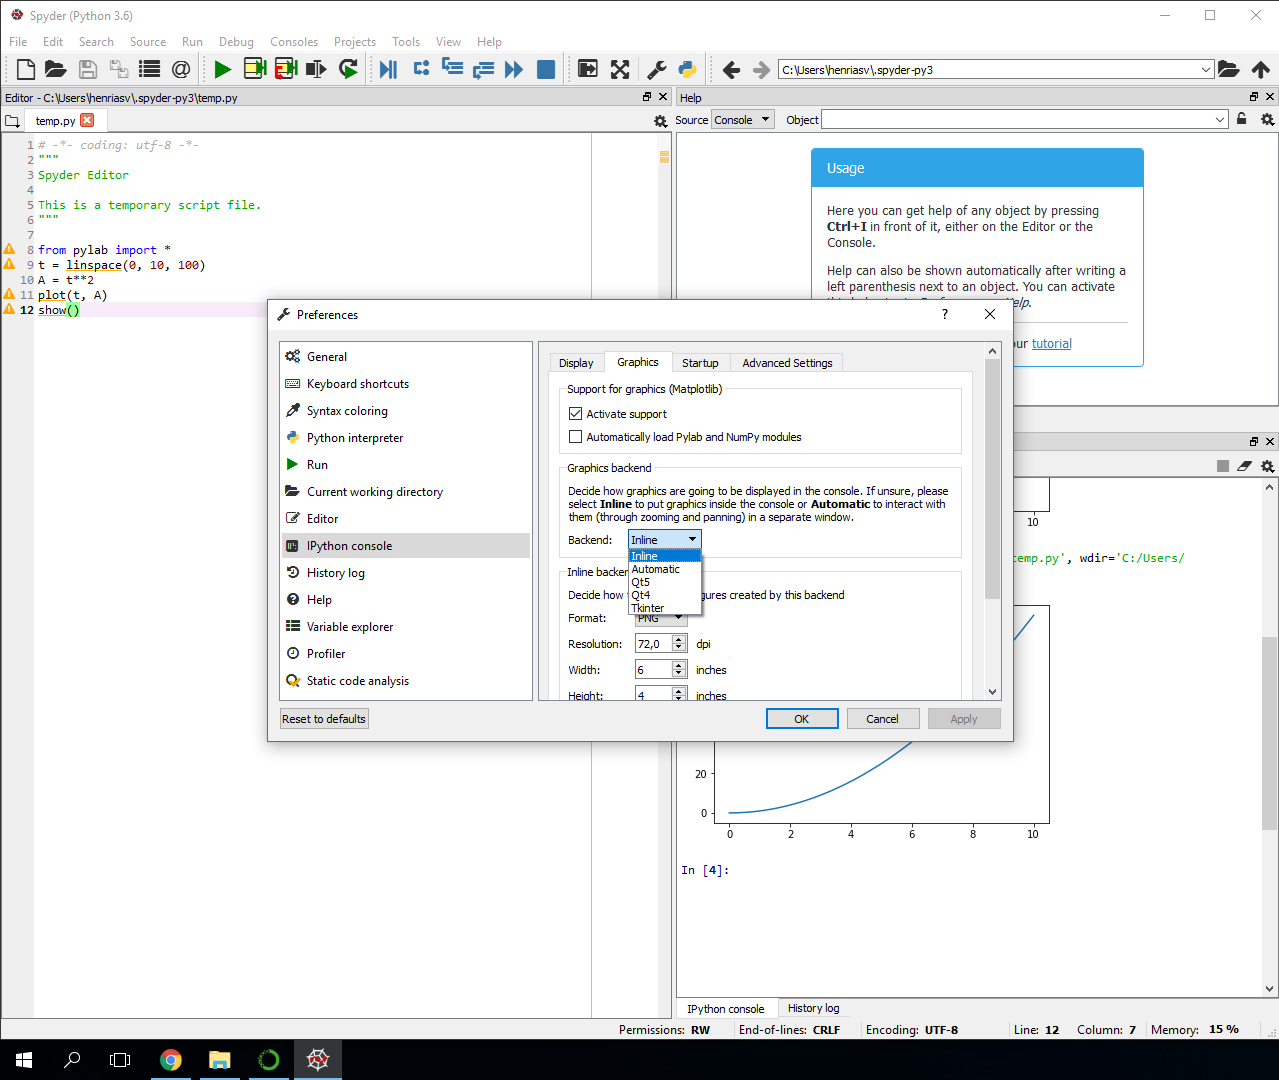 Spyder (Python 3.6)
File Edit Search Source Run Debug Consoles Projects Tools View Help
C:\Users\henriasv\.spyder-py3
Editor - C:\Users\henriasv\.spyder-py3\temp.py
temp.py
1 # -*- coding: utf-8 -*-
2 """
3 Spyder Editor
4
5 This is a temporary script file.
6 """
7
8 from pylab import *
9 t = linspace(0, 10, 100)
10 A = t**2
11 plot(t, A)
12 show()
Help
Source Console Object
Usage
Here you can get help of any object by pressing
Ctrl+I in front of it, either on the Editor or the
Console.
Help can also be shown automatically after writing a
left parenthesis next to an object. You can activate
tutorial
Preferences
?
General
Keyboard shortcuts
Syntax coloring
Python interpreter
Run
Current working directory
Editor
IPython console
History log
Help
Variable explorer
Profiler
Static code analysis
Reset to defaults
Display Graphics Startup Advanced Settings
Support for graphics (Matplotlib)
Activate support
Automatically load Pylab and NumPy modules
Graphics backend
Decide how graphics are going to be displayed in the console. If unsure, please
select Inline to put graphics inside the console or Automatic to interact with
them (through zooming and panning) in a separate window.
Backend: Inline
Inline
Automatic
Qt5
Qt4
Tkinter
Inline backen
Decide how gures created by this backend
Format: PNG
Resolution: 72,0 dpi
Width: 6 inches
Height: 4 inches
OK Cancel Apply
10
temp.py', wdir='C:/Users/
20
0
0 2 4 6 8 10
In [4]:
IPython console History log
Permissions: RW End-of-lines: CRLF Encoding: UTF-8 Line: 12 Column: 7 Memory: 15 %